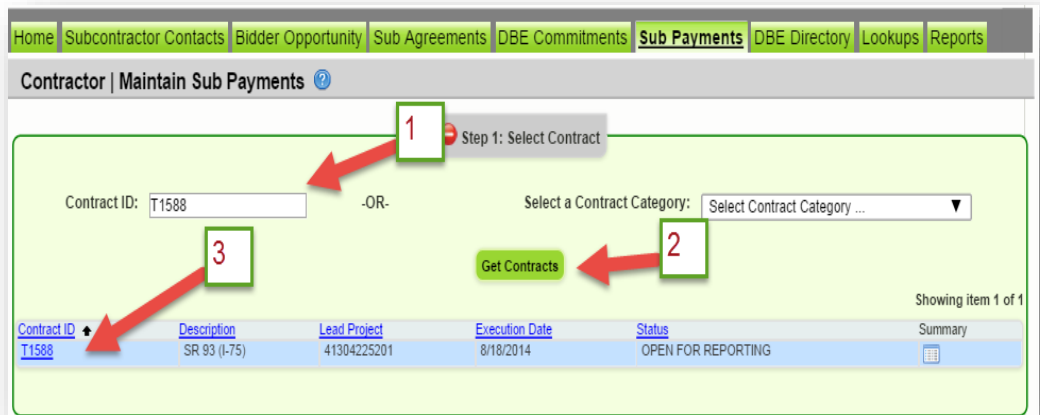 Home Subcontractor Contacts Bidder Opportunity Sub Agreements DBE Commitments Sub Payments DBE Directory Lookups Reports
Contractor | Maintain Sub Payments ?
1
Step 1: Select Contract
Contract ID: T1588 -OR- Select a Contract Category: Select Contract Category ...
3
Get Contracts
2
Showing item 1 of 1
Contract ID Description Lead Project Execution Date Status Summary
T1588 SR 93 (I-75) 41304225201 8/18/2014 OPEN FOR REPORTING